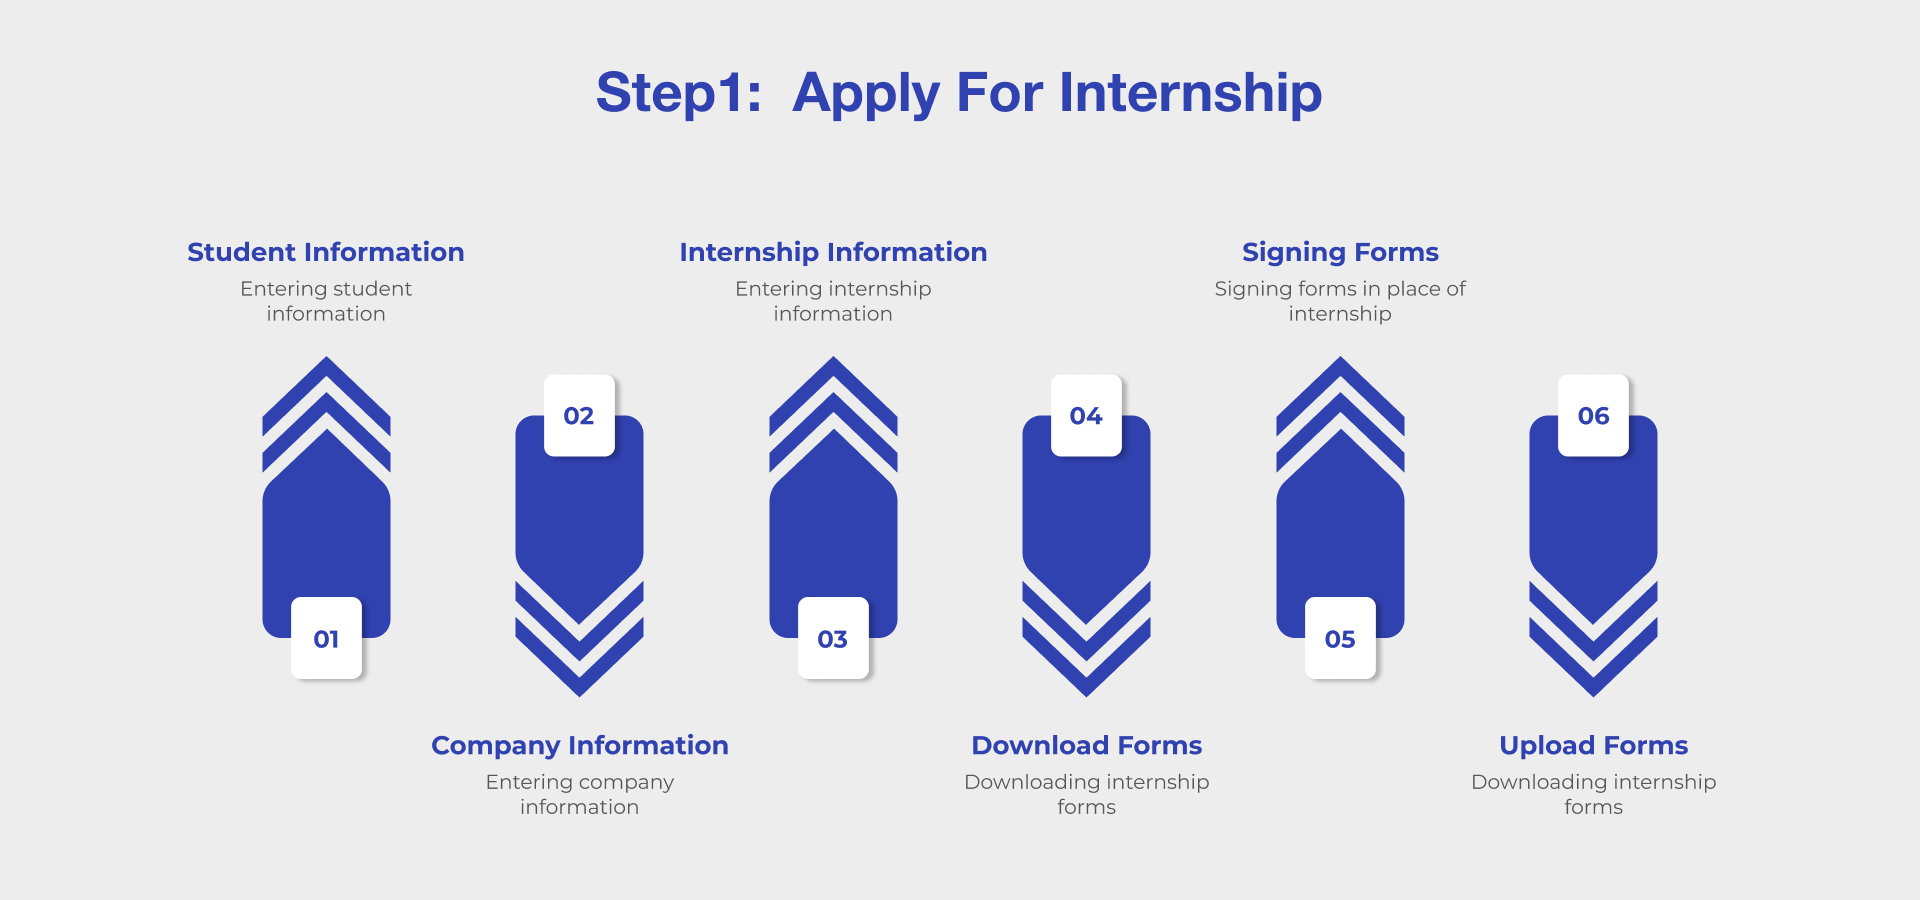 Step1:  Apply For Internship
Student Information
Entering student
information
01
02
Company Information
Entering company
information
Internship Information
Entering internship
information
03
04
Download Forms
Downloading internship
forms
Signing Forms
Signing forms in place of
internship
05
06
Upload Forms
Downloading internship
forms